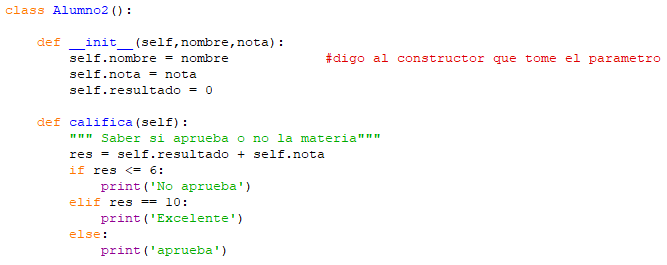 class Alumno2():
def __init__(self,nombre,nota):
self.nombre = nombre #digo al constructor que tome el parametro
self.nota = nota
self.resultado = 0
def califica(self):
""" Saber si aprueba o no la materia"""
res = self.resultado + self.nota
if res <= 6:
print('No aprueba')
elif res == 10:
print('Excelente')
else:
print('aprueba')